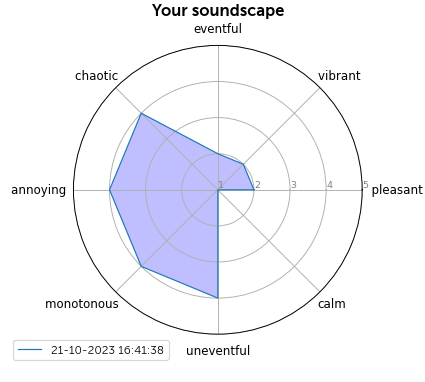 Your soundscape
eventful
chaotic
vibrant
annoying
1 2 3 4 5
pleasant
monotonous
calm
uneventful
21-10-2023 16:41:38